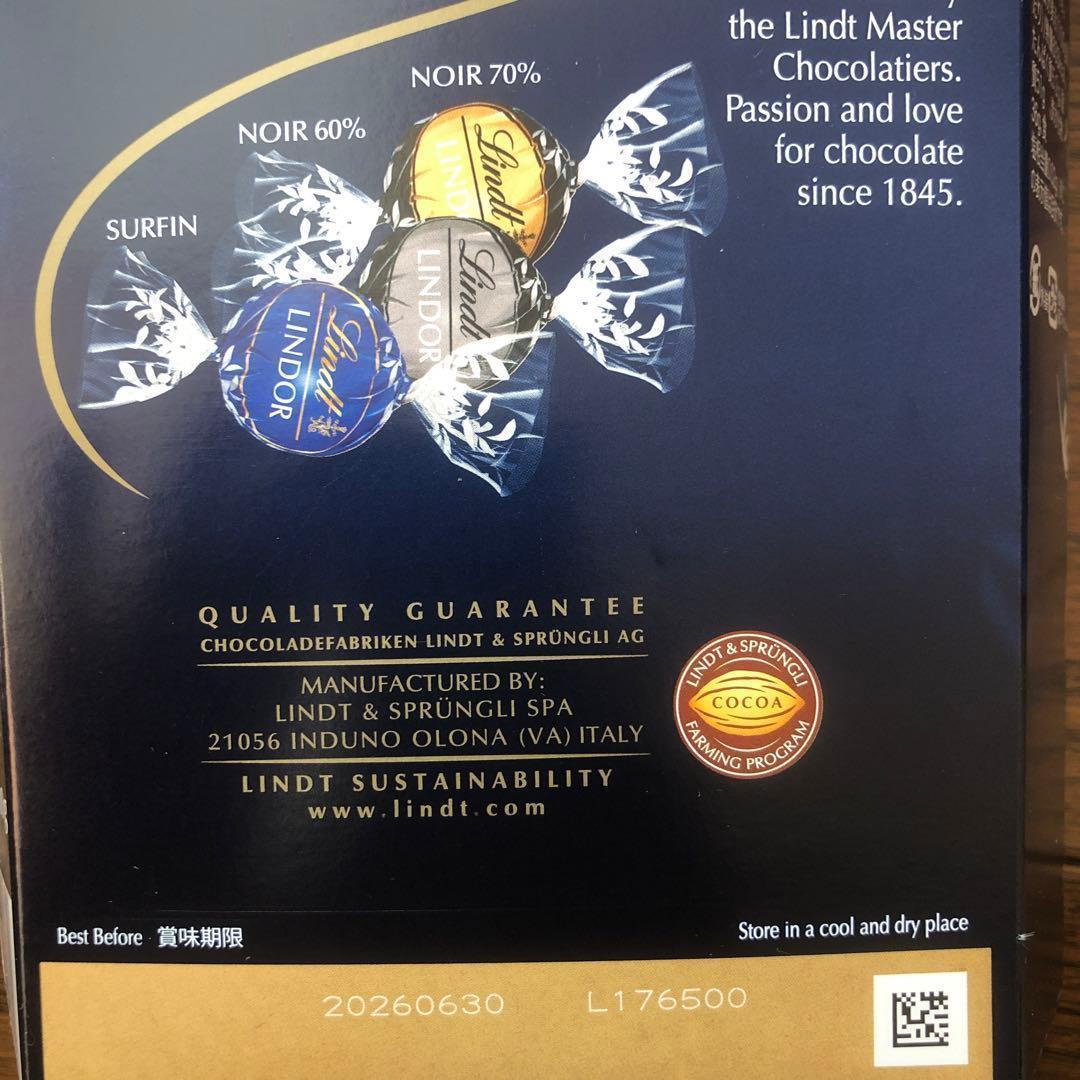 the Lindt Master
Chocolatiers.
Passion and love
for chocolate
since 1845.
NOIR 70%
NOIR 60%
SURFIN
Lindt
LINDOR
Lindt
LINDOR
Lindt
LINDOR
QUALITY GUARANTEE
CHOCOLADEFABRIKEN LINDT & SPRÜNGLI AG
MANUFACTURED BY:
LINDT & SPRÜNGLI SPA
21056 INDUNO OLONA (VA) ITALY
LINDT SUSTAINABILITY
www.lindt.com
LINDT & SPRÜNGLI
COCOA
FARMING PROGRAM
Best Before 賞味期限
Store in a cool and dry place
20260630 L176500